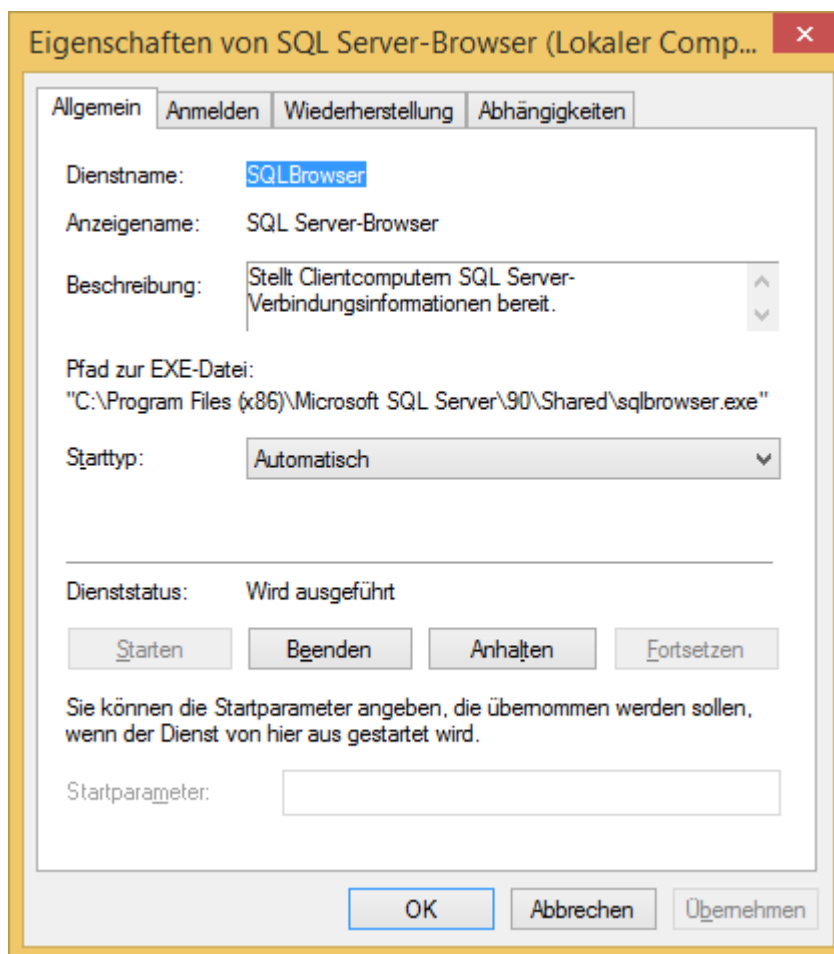 Eigenschaften von SQL Server-Browser (Lokaler Comp...
Allgemein Anmelden Wiederherstellung Abhängigkeiten
Dienstname: SQLBrowser
Anzeigename: SQL Server-Browser
Beschreibung: Stellt Clientcomputern SQL Server-
Verbindungsinformationen bereit.
Pfad zur EXE-Datei:
"C:\Program Files (x86)\Microsoft SQL Server\90\Shared\sqlbrowser.exe"
Starttyp: Automatisch
Dienststatus: Wird ausgeführt
Starten Beenden Anhalten Fortsetzen
Sie können die Startparameter angeben, die übernommen werden sollen,
wenn der Dienst von hier aus gestartet wird.
Startparameter:
OK Abbrechen Übernehmen